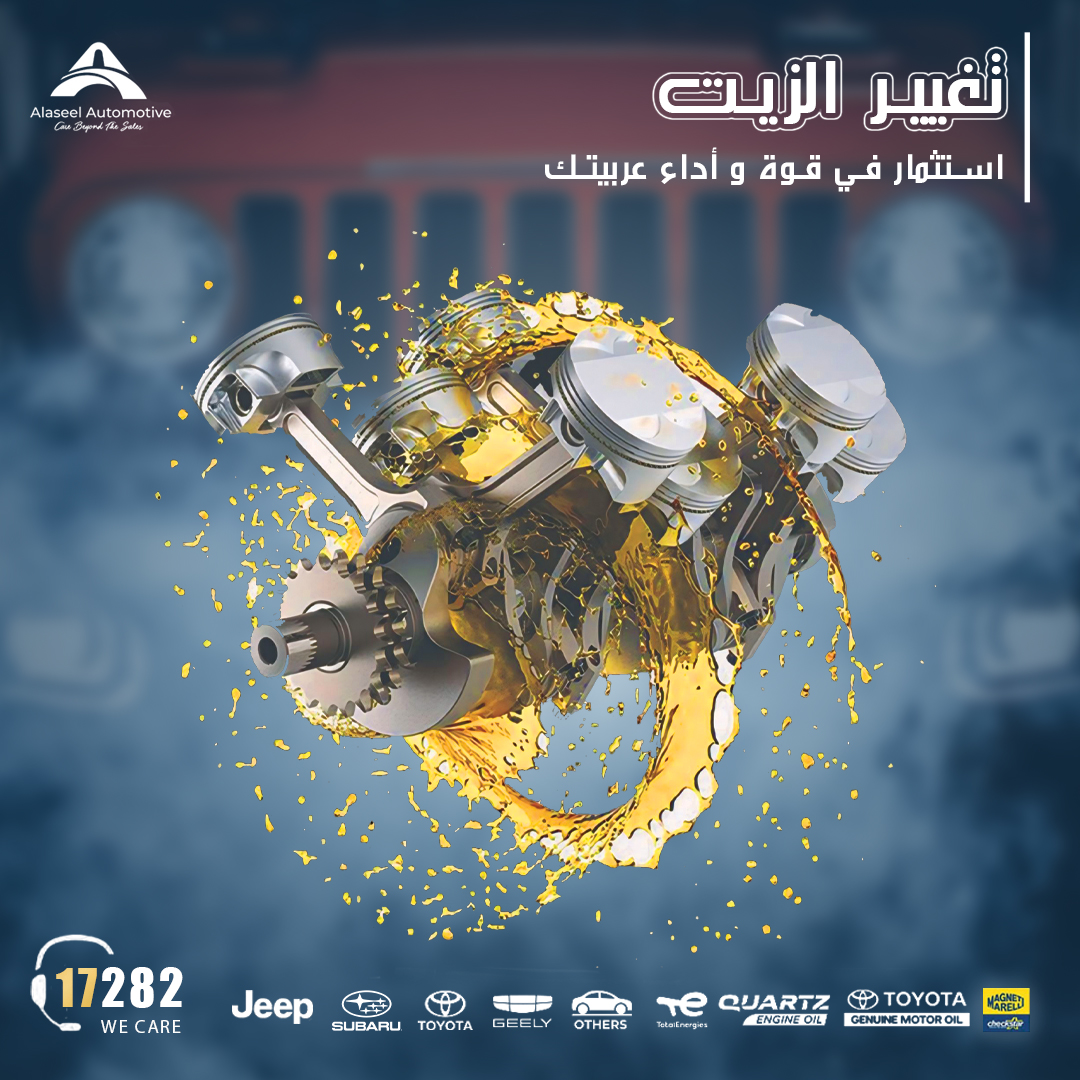 Alaseel Automotive
Care Beyond The Sales
تغيير الزيت
استثمار في قوة و أداء عربيتك
17282
WE CARE
Jeep
SUBARU
TOYOTA
GEELY
OTHERS
TotalEnergies
QUARTZ
ENGINE OIL
TOYOTA
GENUINE MOTOR OIL
MAGNETI
MARELLI
checkstar